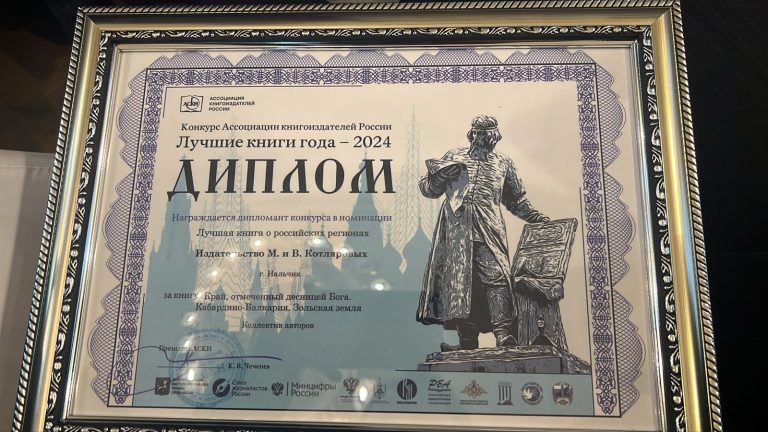 АСКИ
АССОЦИАЦИЯ
КНИГОИЗДАТЕЛЕЙ
РОССИИ
Конкурс Ассоциации книгоиздателей России
Лучшие книги года – 2024
ДИПЛОМ
Награждается дипломант конкурса в номинации
Лучшая книга о российских регионах
Издательство М. и В. Котляровых
г. Нальчик
за книгу Край, отмеченный десницей Бога.
Кабардино-Балкария. Зольская земля
Коллектив авторов
Президент АСКИ
К. В. Чеченев
Союз
журналистов
России
Минцифры
России
РБА